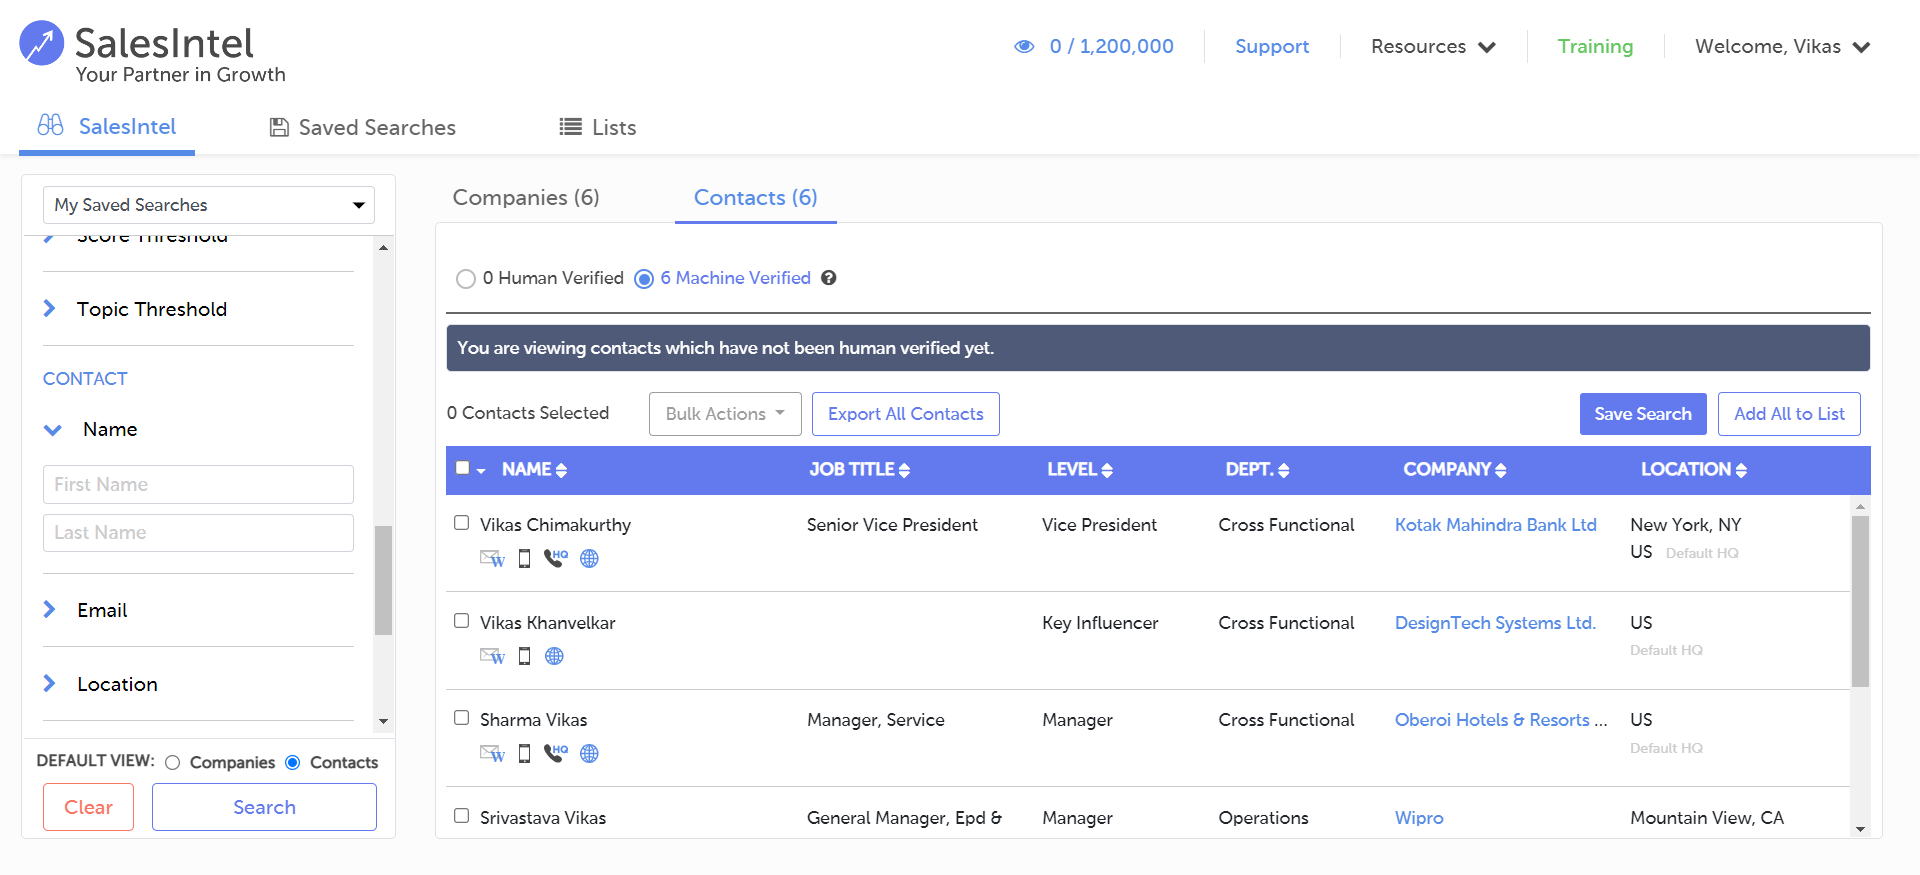 SalesIntel
Your Partner in Growth
0 / 1,200,000
Support
Resources
Training
Welcome, Vikas
SalesIntel
Saved Searches
Lists
My Saved Searches
Score Threshold
Topic Threshold
CONTACT
Name
First Name
Last Name
Email
Location
DEFAULT VIEW: Companies Contacts
Clear
Search
Companies (6)
Contacts (6)
0 Human Verified 6 Machine Verified ?
You are viewing contacts which have not been human verified yet.
0 Contacts Selected
Bulk Actions
Export All Contacts
Save Search
Add All to List
NAME JOB TITLE LEVEL DEPT. COMPANY LOCATION
Vikas Chimakurthy Senior Vice President Vice President Cross Functional Kotak Mahindra Bank Ltd New York, NY
W HQ US Default HQ
Vikas Khanvelkar Key Influencer Cross Functional DesignTech Systems Ltd. US
W Default HQ
Sharma Vikas Manager, Service Manager Cross Functional Oberoi Hotels & Resorts ... US
W HQ Default HQ
Srivastava Vikas General Manager, Epd & Manager Operations Wipro Mountain View, CA